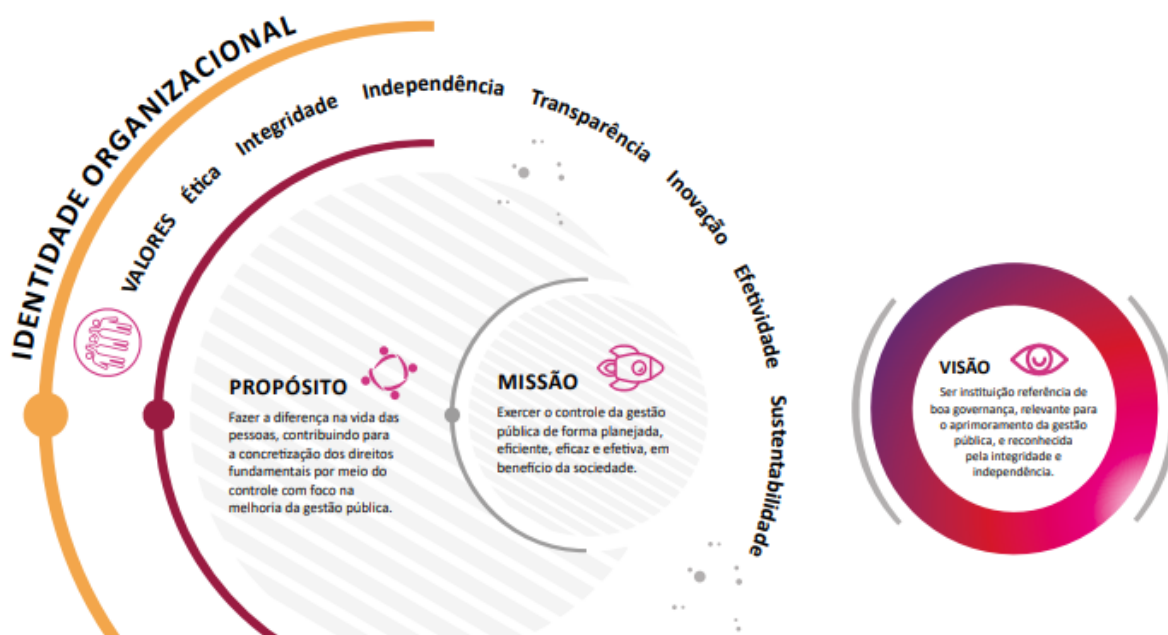 IDENTIDADE ORGANIZACIONAL
VALORES
Ética
Integridade
Independência
Transparência
Inovação
Efetividade
Sustentabilidade
PROPÓSITO
Fazer a diferença na vida das
pessoas, contribuindo para
a concretização dos direitos
fundamentais por meio do
controle com foco na
melhoria da gestão pública.
MISSÃO
Exercer o controle da gestão
pública de forma planejada,
eficiente, eficaz e efetiva, em
benefício da sociedade.
VISÃO
Ser instituição referência de
boa governança, relevante para
o aprimoramento da gestão
pública, e reconhecida
pela integridade e
independência.